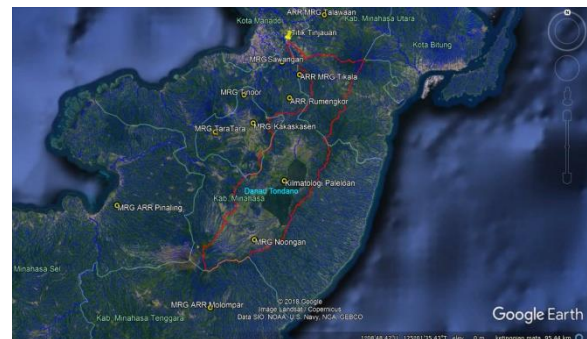 ARR MRG Talawaan
Kab. Minahasa Utara
Kota Manado
Titik Tinjauan
Kota Bitung
MRG Sawangan
ARR MRG Tikala
MRG Tinoor
ARR Rumengkor
MRG Kakaskasen
MRG TaraTara
Klimatologi Paleloan
Danau Tondano
Kab. Minahasa
MRG ARR Pinaling
MRG Noongan
Minahasa Sel
MRG ARR Molompar
Kab. Minahasa Tenggara
© 2018 Google
Image Landsat / Copernicus
Data SIO, NOAA, U.S. Navy, NGA, GEBCO
Google Earth